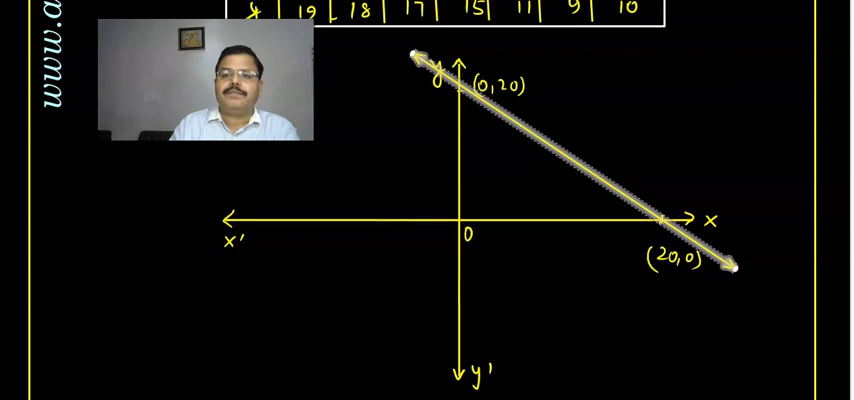 y 19 18 17 15 11 9 10
www.a
y
(0,20)
x
x'
0
(20,0)
y'